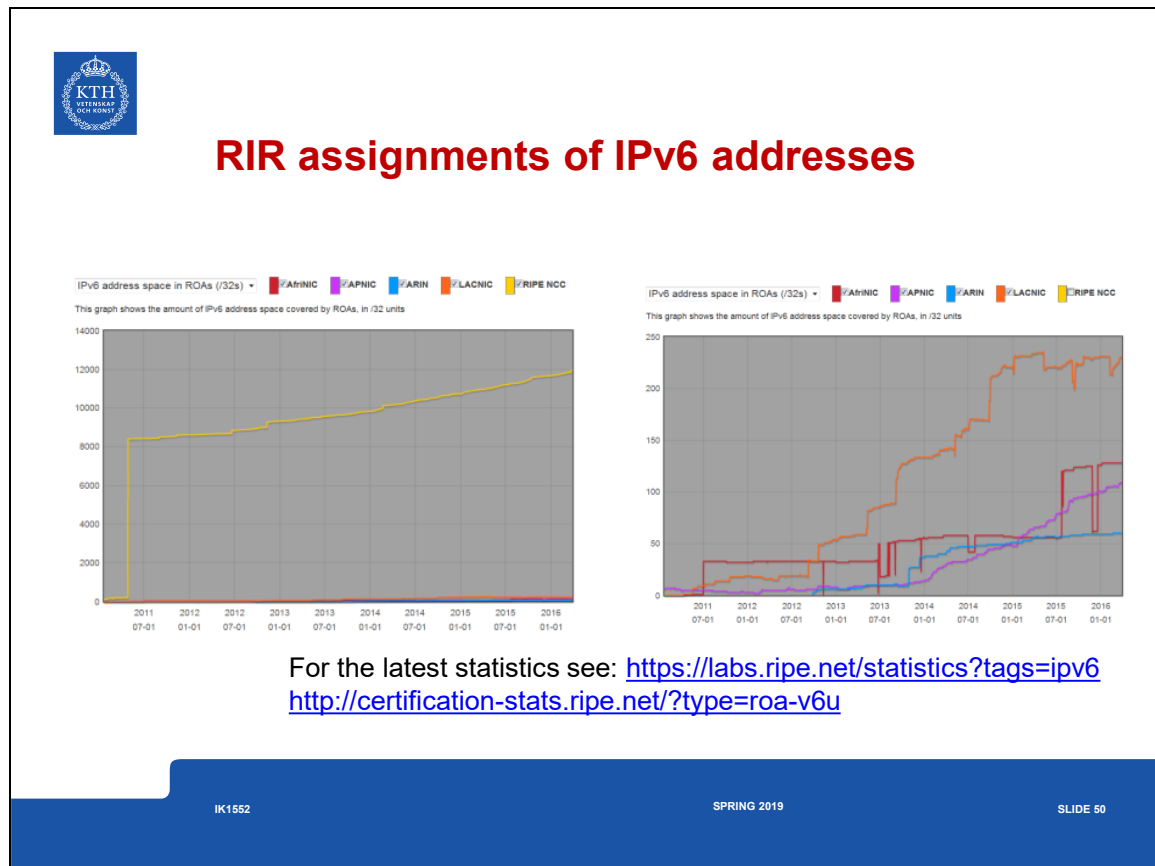 KTH
VETENSKAP
OCH KONST
RIR assignments of IPv6 addresses
IPv6 address space in ROAs (/32s) AfriNIC APNIC ARIN LACNIC RIPE NCC
This graph shows the amount of IPv6 address space covered by ROAs, in /32 units
14000
12000
10000
8000
6000
4000
2000
0
2011 2012 2012 2013 2013 2014 2014 2015 2015 2016
07-01 01-01 07-01 01-01 07-01 01-01 07-01 01-01 07-01 01-01
IPv6 address space in ROAs (/32s) AfriNIC APNIC ARIN LACNIC RIPE NCC
This graph shows the amount of IPv6 address space covered by ROAs, in /32 units
250
200
150
100
50
0
2011 2012 2012 2013 2013 2014 2014 2015 2015 2016
07-01 01-01 07-01 01-01 07-01 01-01 07-01 01-01 07-01 01-01
For the latest statistics see: https://labs.ripe.net/statistics?tags=ipv6
http://certification-stats.ripe.net/?type=roa-v6u
IK1552 SPRING 2019 SLIDE 50